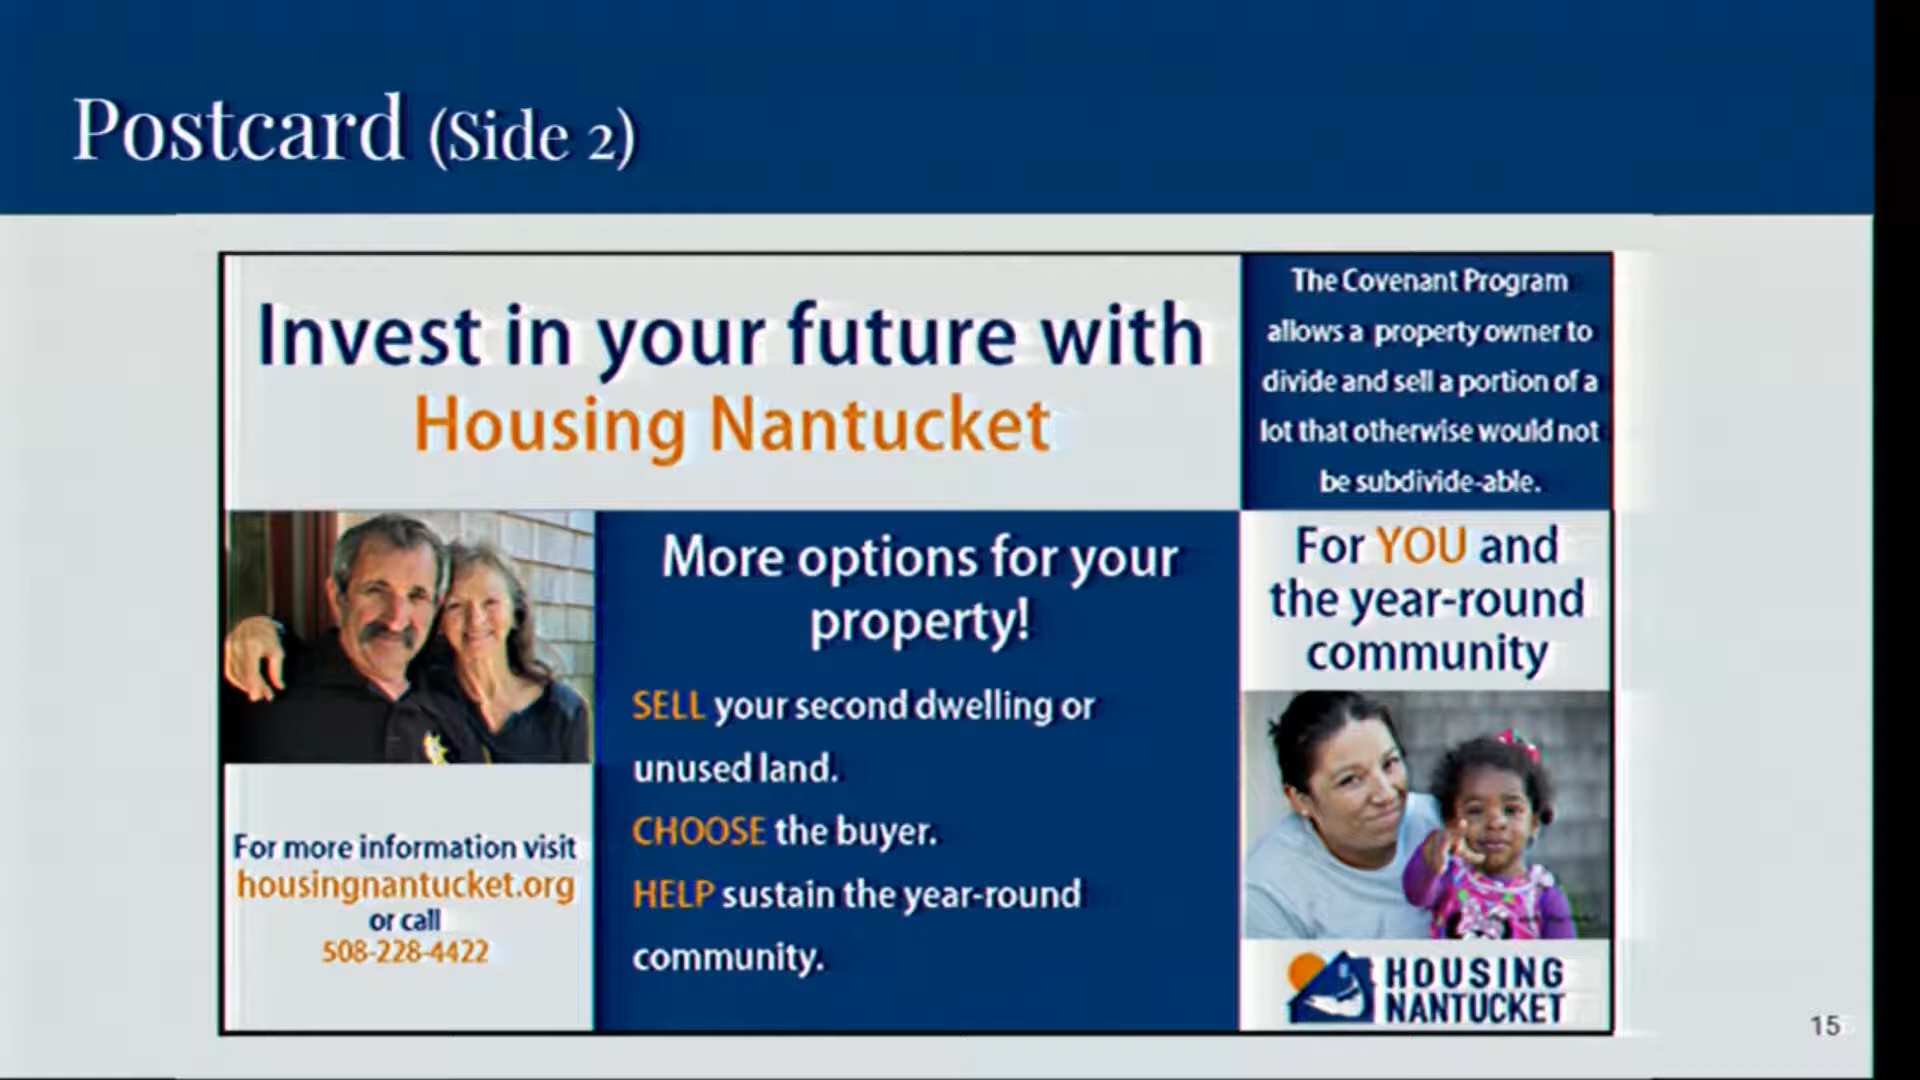 Postcard (Side 2)
Invest in your future with
Housing Nantucket
The Covenant Program
allows a property owner to
divide and sell a portion of a
lot that otherwise would not
be subdivide-able.
More options for your
property!
SELL your second dwelling or
unused land.
CHOOSE the buyer.
HELP sustain the year-round
community.
For YOU and
the year-round
community
For more information visit
housingnantucket.org
or call
508-228-4422
HOUSING
NANTUCKET
15